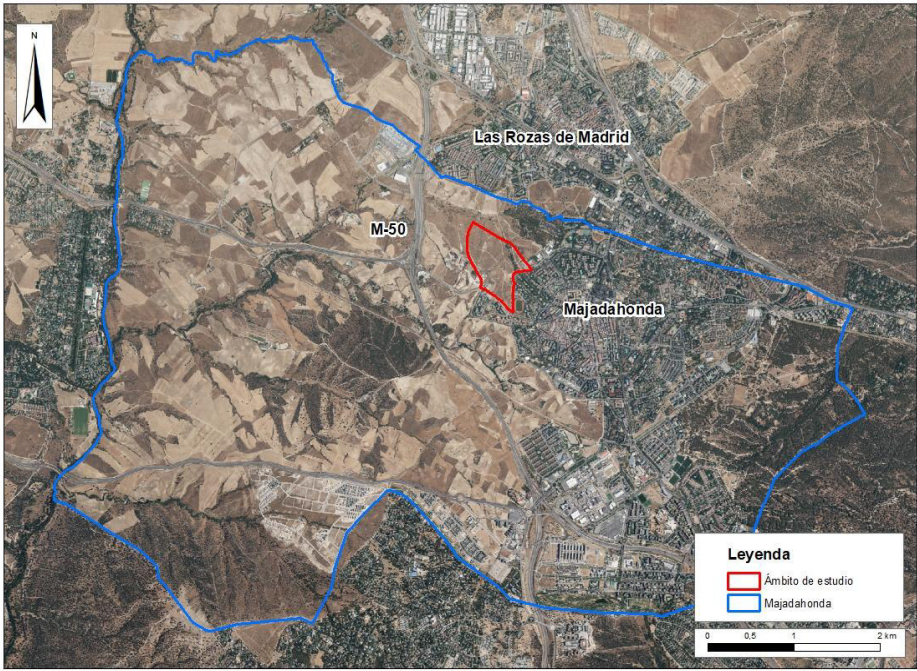 N
Las Rozas de Madrid
M-50
Majadahonda
Leyenda
Ámbito de estudio
Majadahonda
0 0,5 1 2 km